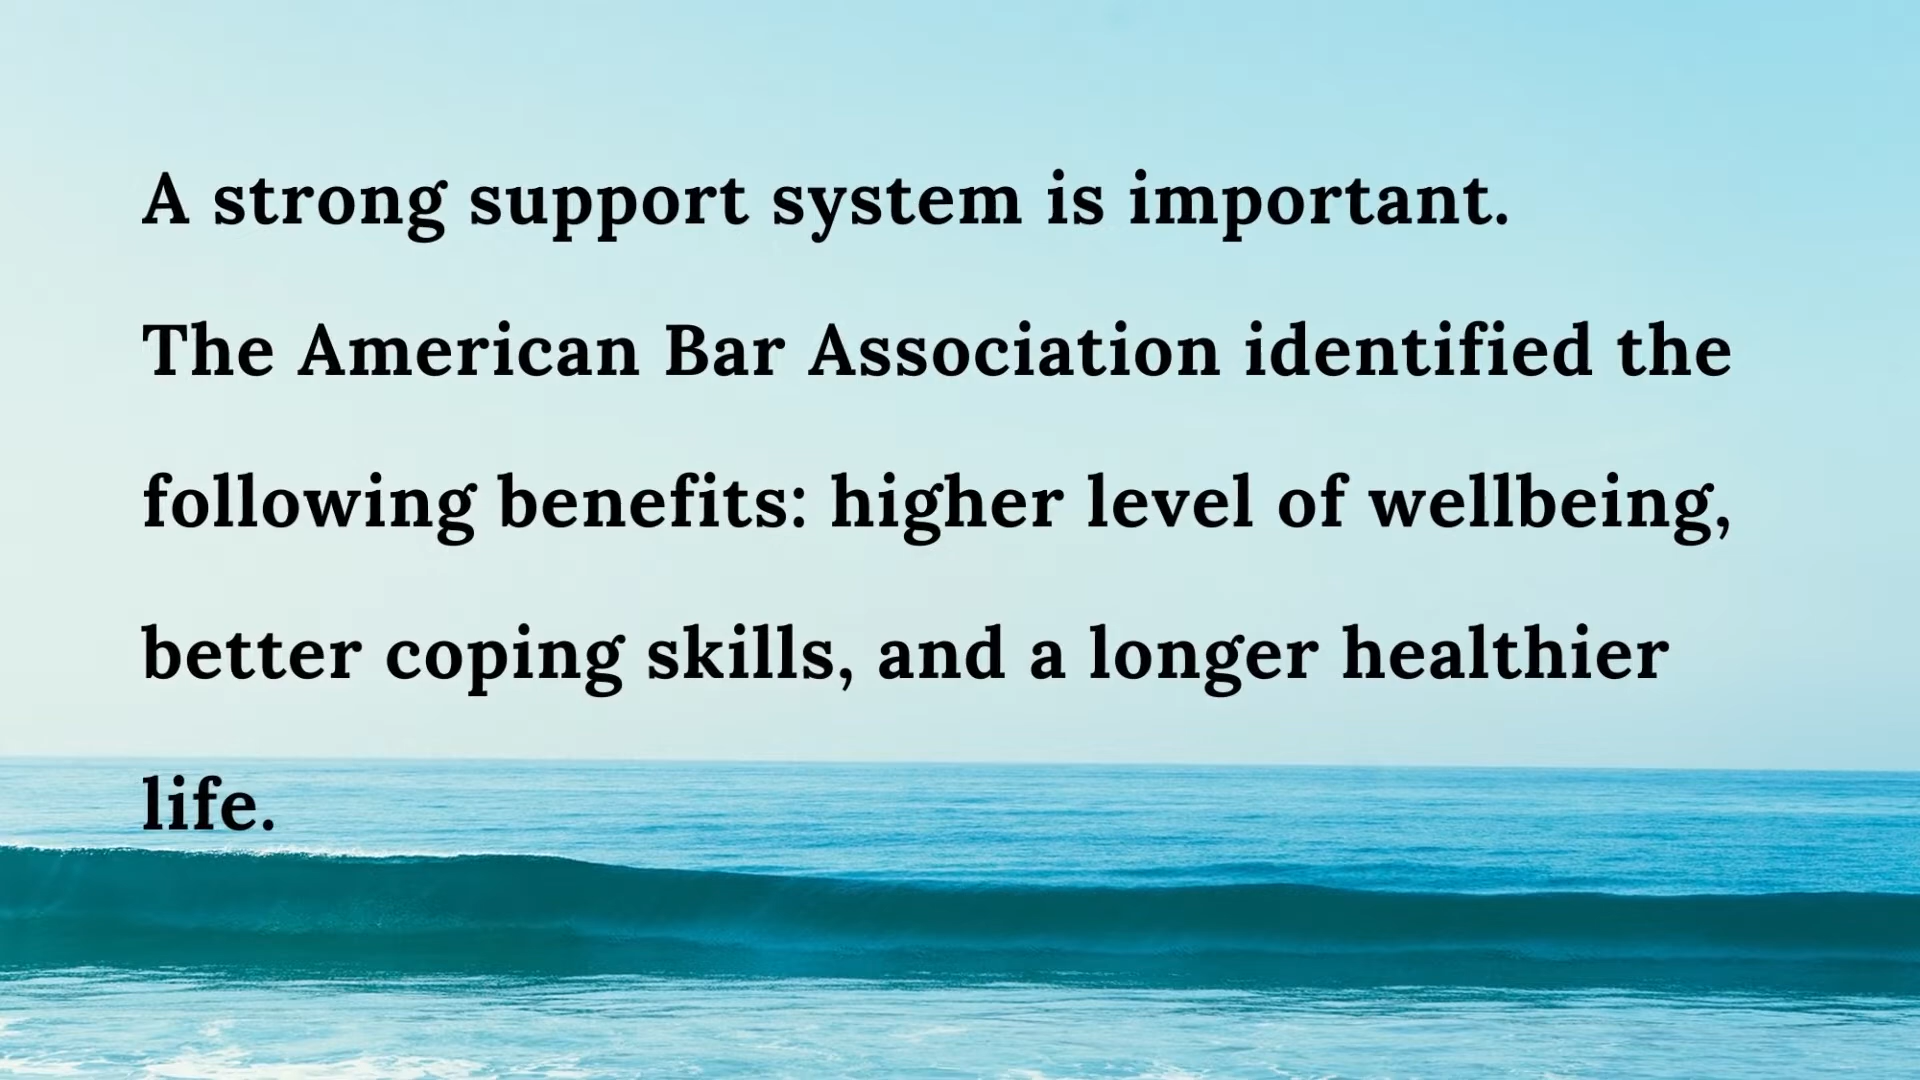 A strong support system is important.
The American Bar Association identified the
following benefits: higher level of wellbeing,
better coping skills, and a longer healthier
life.